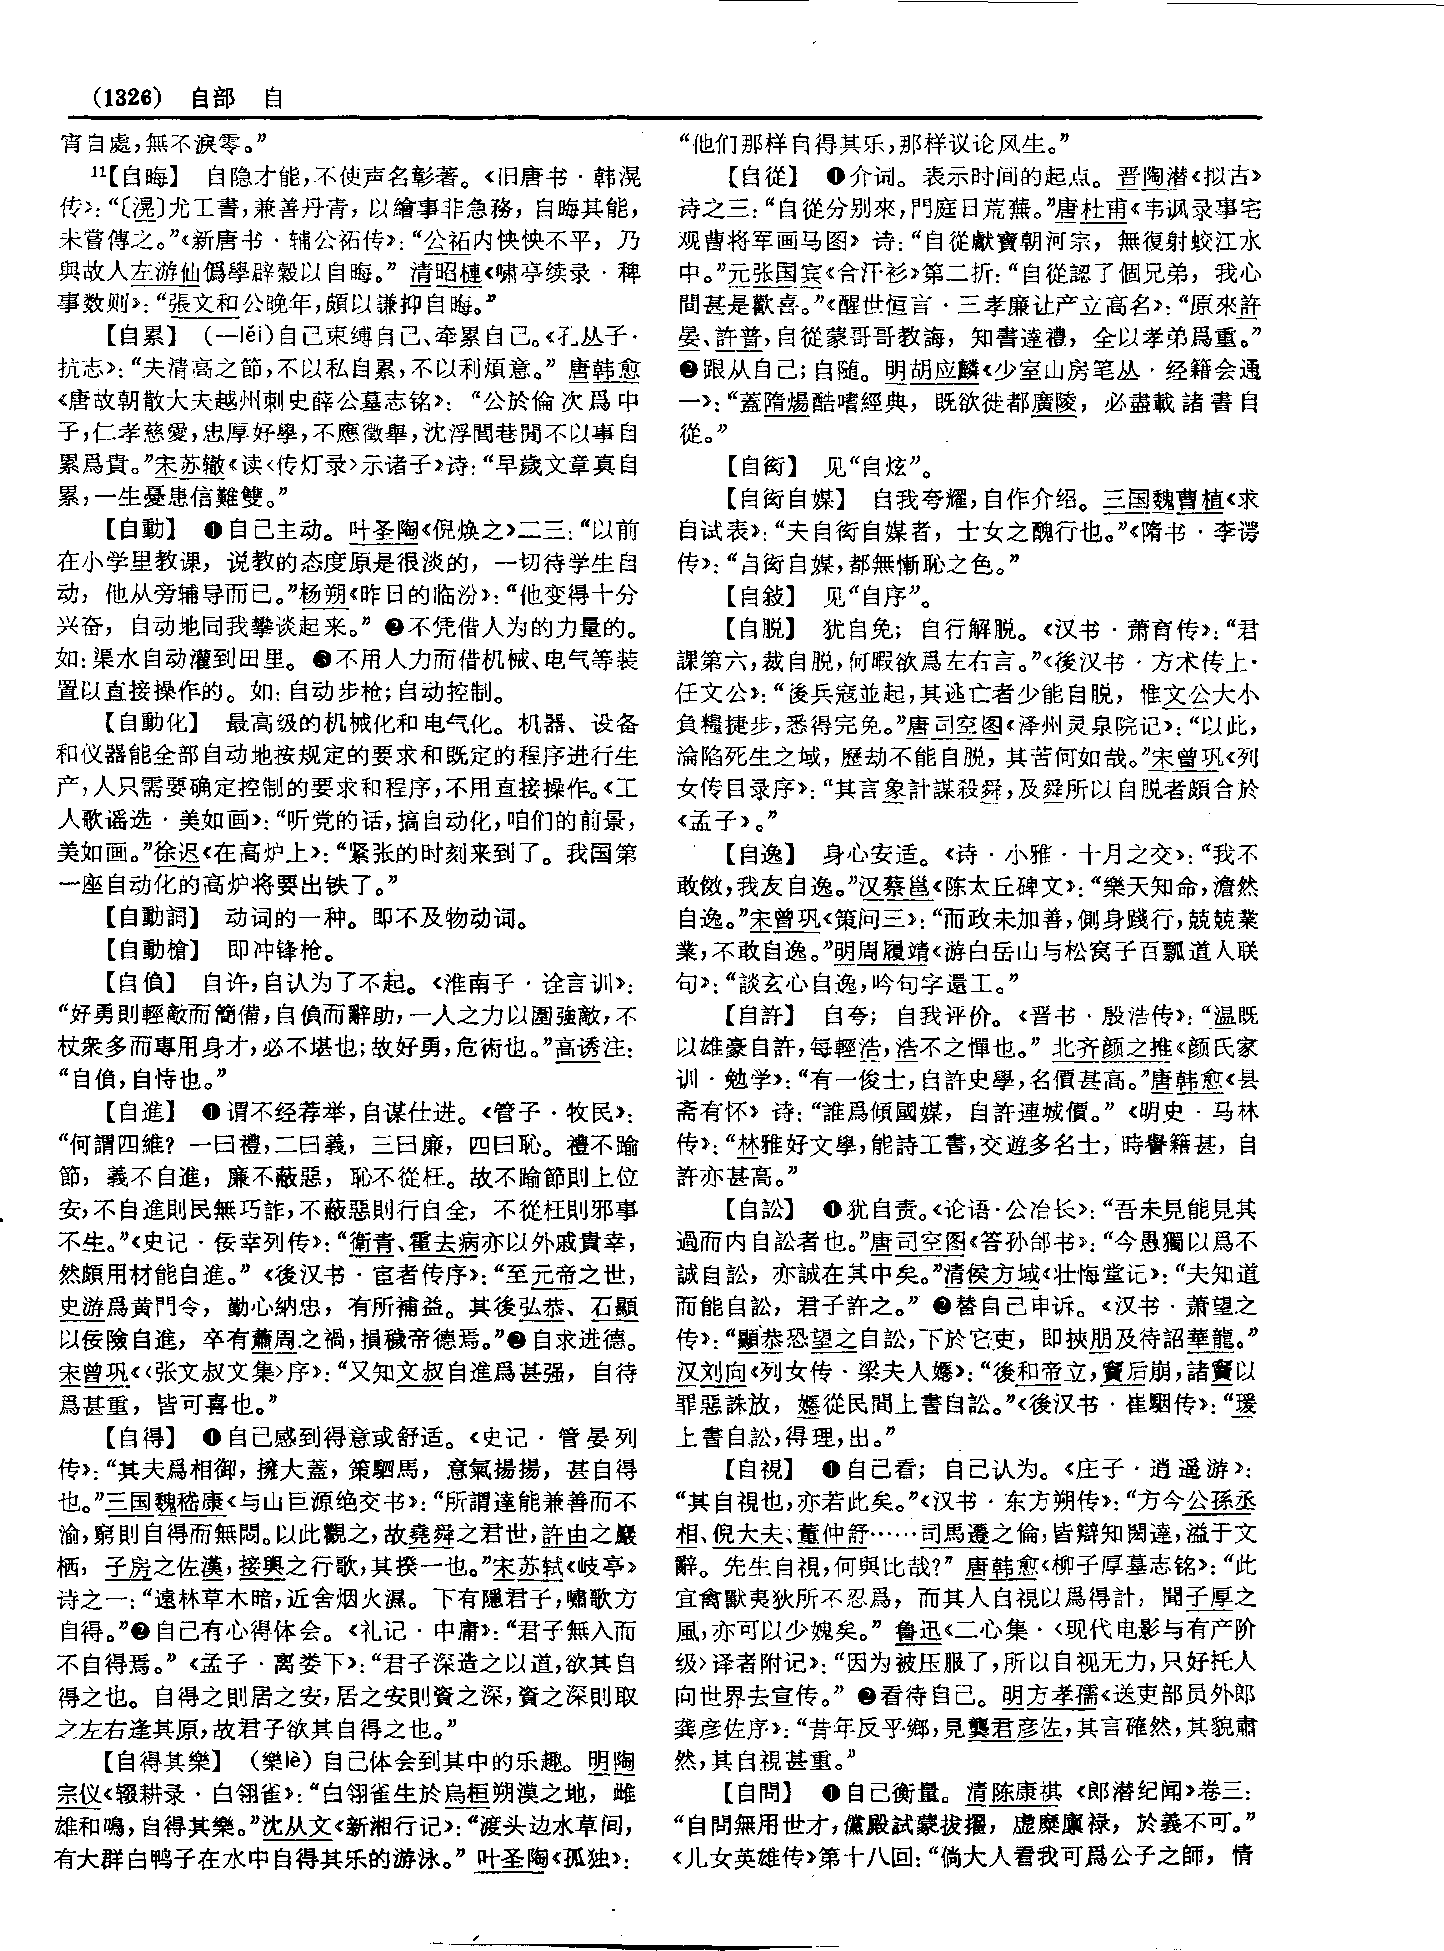 (1326) 自部 自
宵自處,無不淚零。”
11【自晦】 自隐才能,不使声名彰著。《旧唐书·韩滉
传》:“〔滉〕尤工書,兼善丹青,以繪事非急務,自晦其能,
未嘗傳之。”《新唐书·辅公祏传》:“公祏内怏怏不平,乃
與故人左游仙僞學辟穀以自晦。” 清昭槤《啸亭续录·稗
事数则》:“張文和公晚年,頗以謙抑自晦。”
【自累】 (—lěi)自己束缚自己、牵累自己。《孔丛子·
抗志》:“夫清高之節,不以私自累,不以利煩意。” 唐韩愈
《唐故朝散大夫越州刺史薛公墓志铭》: “公於倫次爲中
子,仁孝慈愛,忠厚好學,不應徵舉,沈浮閭巷間不以事自
累爲貴。”宋苏辙《读〈传灯录〉示诸子》诗:“早歲文章真自
累,一生憂患信難雙。”
【自動】 ❶自己主动。叶圣陶《倪焕之》二三:“以前
在小学里教课,说教的态度原是很淡的,一切待学生自
动,他从旁辅导而已。”杨朔《昨日的临汾》:“他变得十分
兴奋,自动地同我攀谈起来。” ❷不凭借人为的力量的。
如:渠水自动灌到田里。❸不用人力而借机械、电气等装
置以直接操作的。如:自动步枪;自动控制。
【自動化】 最高级的机械化和电气化。机器、设备
和仪器能全部自动地按规定的要求和既定的程序进行生
产,人只需要确定控制的要求和程序,不用直接操作。《工
人歌谣选·美如画》:“听党的话,搞自动化,咱们的前景,
美如画。”徐迟《在高炉上》:“紧张的时刻来到了。我国第
一座自动化的高炉将要出铁了。”
【自動詞】 动词的一种。即不及物动词。
【自動槍】 即冲锋枪。
【自偩】 自许,自认为了不起。《淮南子·诠言训》:
“好勇則輕敵而簡備,自偩而辭助,一人之力以圉強敵,不
杖衆多而專用身才,必不堪也;故好勇,危術也。”高诱注:
“自偩,自恃也。”
【自進】 ❶谓不经荐举,自谋仕进。《管子·牧民》:
“何謂四維? 一曰禮,二曰義,三曰廉,四曰恥。禮不踰
節,義不自進,廉不蔽惡,恥不從枉。故不踰節則上位
安,不自進則民無巧詐,不蔽惡則行自全,不從枉則邪事
不生。”《史记·佞幸列传》:“衛青、霍去病亦以外戚貴幸,
然頗用材能自進。” 《後汉书·宦者传序》:“至元帝之世,
史游爲黄門令,勤心納忠,有所補益。其後弘恭、石顯
以佞險自進,卒有蕭周之禍,損穢帝德焉。”❷自求进德。
宋曾巩《〈张文叔文集〉序》:“又知文叔自進爲甚强,自待
爲甚重,皆可喜也。”
【自得】 ❶自己感到得意或舒适。《史记·管晏列
传》:“其夫爲相御,擁大蓋,策駟馬,意氣揚揚,甚自得
也。”三国魏嵇康《与山巨源绝交书》:“所謂達能兼善而不
渝,窮則自得而無悶。以此觀之,故堯舜之君世,許由之巖
栖,子房之佐漢,接輿之行歌,其揆一也。”宋苏轼《岐亭》
诗之一:“遠林草木暗,近舍烟火濕。下有隱君子,嘯歌方
自得。”❷自己有心得体会。《礼记·中庸》:“君子無入而
不自得焉。” 《孟子·离娄下》:“君子深造之以道,欲其自
得之也。自得之則居之安,居之安則資之深,資之深則取
之左右逢其原,故君子欲其自得之也。”
【自得其樂】 (樂lè) 自己体会到其中的乐趣。明陶
宗仪《辍耕录·白翎雀》:“白翎雀生於烏桓朔漠之地,雌
雄和鳴,自得其樂。”沈从文《新湘行记》:“渡头边水草间,
有大群白鸭子在水中自得其乐的游泳。” 叶圣陶《孤独》:
“他们那样自得其乐,那样议论风生。”
【自從】 ❶介词。表示时间的起点。晋陶潜《拟古》
诗之三:“自從分别來,門庭日荒蕪。”唐杜甫《韦讽录事宅
观曹将军画马图》诗:“自從獻寶朝河宗,無復射蛟江水
中。”元张国宾《合汗衫》第二折:“自從認了個兄弟,我心
間甚是歡喜。”《醒世恒言·三孝廉让产立高名》:“原來許
晏、許普,自從蒙哥哥教誨,知書達禮,全以孝弟爲重。”
❷跟从自己;自随。明胡应麟《少室山房笔丛·经籍会通
一》:“蓋隋煬酷嗜經典,既欲徙都廣陵,必盡載諸書自
從。”
【自衒】 见“自炫”。
【自衒自媒】 自我夸耀,自作介绍。三国魏曹植《求
自试表》:“夫自衒自媒者,士女之醜行也。”《隋书·李谔
传》:“自衒自媒,都無慚恥之色。”
【自敍】 见“自序”。
【自脱】 犹自免;自行解脱。《汉书·萧育传》:“君
課第六,裁自脱,何暇欲爲左右言。”《後汉书·方术传上·
任文公》:“後兵寇並起,其逃亡者少能自脱,惟文公大小
負糧捷步,悉得完免。”唐司空图《泽州灵泉院记》:“以此,
淪陷死生之域,歷劫不能自脱,其苦何如哉。”宋曾巩《列
女传目录序》:“其言象計謀殺舜,及舜所以自脱者頗合於
《孟子》。”
【自逸】 身心安适。《诗·小雅·十月之交》:“我不
敢傚,我友自逸。”汉蔡邕《陈太丘碑文》:“樂天知命,澹然
自逸。”宋曾巩《策问三》:“而政未加善,側身踐行,兢兢業
業,不敢自逸。”明周履靖《游白岳山与松窝子百瓢道人联
句》:“談玄心自逸,吟句字還工。”
【自許】 自夸;自我评价。《晋书·殷浩传》:“温既
以雄豪自許,每輕浩,浩不之憚也。” 北齐颜之推《颜氏家
训·勉学》:“有一俊士,自許史學,名價甚高。”唐韩愈《县
斋有怀》诗:“誰爲傾國媒,自許連城價。” 《明史·马林
传》:“林雅好文學,能詩工書,交遊多名士,時譽籍甚,自
許亦甚高。”
【自訟】 ❶犹自责。《论语·公冶长》:“吾未見能見其
過而内自訟者也。”唐司空图《答孙郃书》:“今愚獨以爲不
誠自訟,亦誠在其中矣。”清侯方域《壮悔堂记》:“夫知道
而能自訟,君子許之。” ❷替自己申诉。《汉书·萧望之
传》:“顯恭恐望之自訟,下於它吏,即挾朋及待詔華龍。”
汉刘向《列女传·梁夫人嫕》:“後和帝立,竇后崩,諸竇以
罪惡誅放,嫕從民間上書自訟。”《後汉书·崔駰传》:“瑗
上書自訟,得理,出。”
【自視】 ❶自己看;自己认为。《庄子·逍遥游》:
“其自視也,亦若此矣。”《汉书·东方朔传》:“方今公孫丞
相、倪大夫、董仲舒……司馬遷之倫,皆辯知閎達,溢于文
辭。先生自視,何與比哉?” 唐韩愈《柳子厚墓志铭》:“此
宜禽獸夷狄所不忍爲,而其人自視以爲得計,聞子厚之
風,亦可以少媿矣。” 鲁迅《二心集·〈现代电影与有产阶
级〉译者附记》:“因为被压服了,所以自视无力,只好托人
向世界去宣传。” ❷看待自己。明方孝孺《送吏部员外郎
龚彦佐序》:“昔年反乎鄉,見龔君彦佐,其言確然,其貌肅
然,其自視甚重。”
【自問】 ❶自己衡量。清陈康祺《郎潜纪闻》卷三:
“自問無用世才,儻殿試蒙拔擢,虚縻廪禄,於義不可。”
《儿女英雄传》第十八回:“倘大人看我可爲公子之師,情